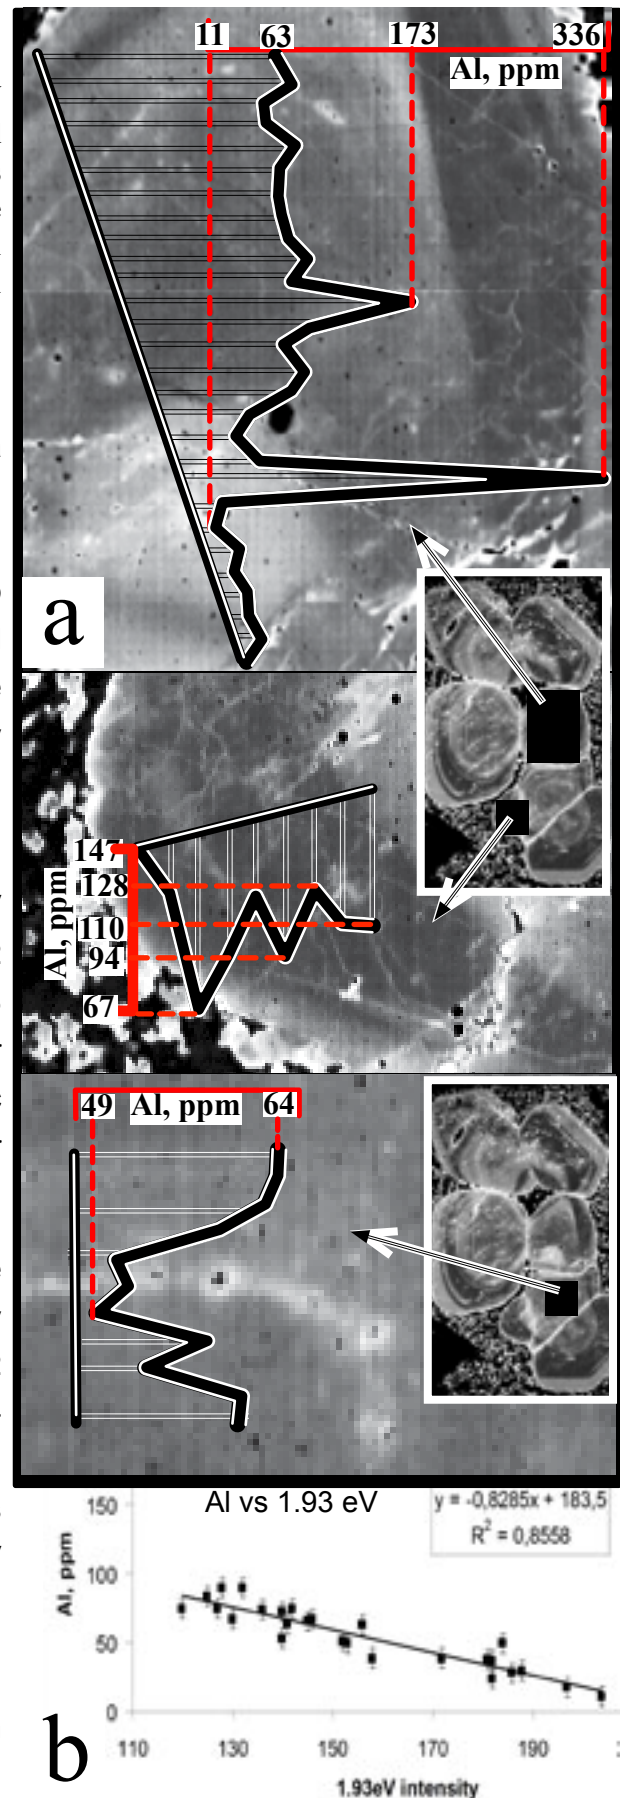 11 63 173 336
Al, ppm
a
147
128
110
94
67
Al, ppm
49 Al, ppm 64
Al vs 1.93 eV
y = -0,8285x + 183,5
R² = 0,8558
Al, ppm
150
100
50
0
110 130 150 170 190
b
1.93eV intensity